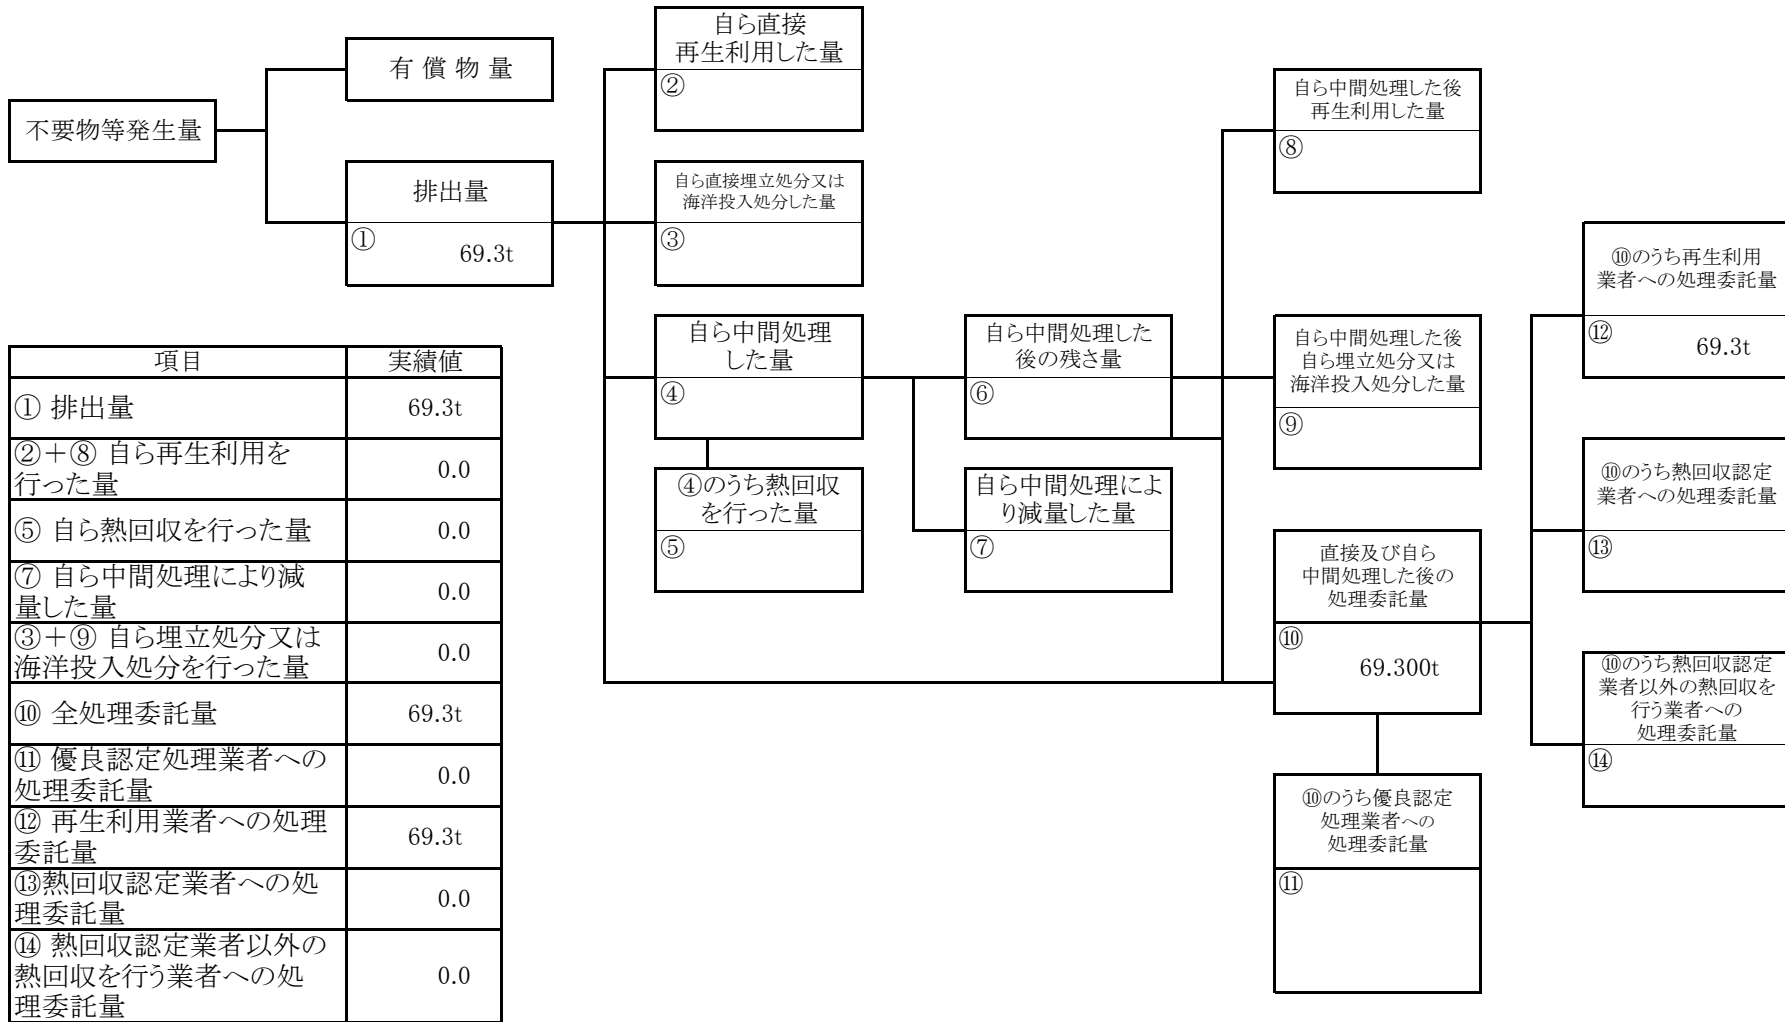 不要物等発生量
有 償 物 量
排出量
①
69.3t
自ら直接
再生利用した量
②
自ら直接埋立処分又は
海洋投入処分した量
③
自ら中間処理
した量
④
④のうち熱回収
を行った量
⑤
自ら中間処理した
後の残さ量
⑥
自ら中間処理によ
り減量した量
⑦
自ら中間処理した後
再生利用した量
⑧
自ら中間処理した後
自ら埋立処分又は
海洋投入処分した量
⑨
直接及び自ら
中間処理した後の
処理委託量
⑩
69.300t
⑩のうち優良認定
処理業者への
処理委託量
⑪
⑩のうち再生利用
業者への処理委託量
⑫
69.3t
⑩のうち熱回収認定
業者への処理委託量
⑬
⑩のうち熱回収認定
業者以外の熱回収を
行う業者への
処理委託量
⑭
項目 実績値
① 排出量 69.3t
②+⑧ 自ら再生利用を
行った量 0.0
⑤ 自ら熱回収を行った量 0.0
⑦ 自ら中間処理により減
量した量 0.0
③+⑨ 自ら埋立処分又は
海洋投入処分を行った量 0.0
⑩ 全処理委託量 69.3t
⑪ 優良認定処理業者への
処理委託量 0.0
⑫ 再生利用業者への処理
委託量 69.3t
⑬熱回収認定業者への処
理委託量 0.0
⑭ 熱回収認定業者以外の
熱回収を行う業者への処
理委託量 0.0